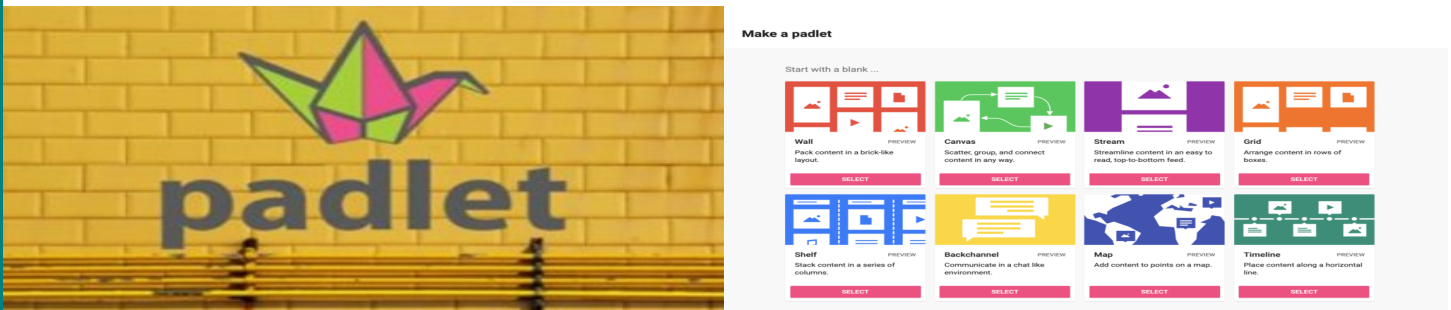 padlet
Make a padlet
Start with a blank ...
Wall PREVIEW
Pack content in a brick-like
layout.
SELECT
Canvas PREVIEW
Scatter, group, and connect
content in any way.
SELECT
Stream PREVIEW
Streamline content in an easy to
read, top-to-bottom feed.
SELECT
Grid PREVIEW
Arrange content in rows of
boxes.
SELECT
Shelf PREVIEW
Stack content in a series of
columns.
SELECT
Backchannel PREVIEW
Communicate in a chat like
environment.
SELECT
Map PREVIEW
Add content to points on a map.
SELECT
Timeline PREVIEW
Place content along a horizontal
line.
SELECT